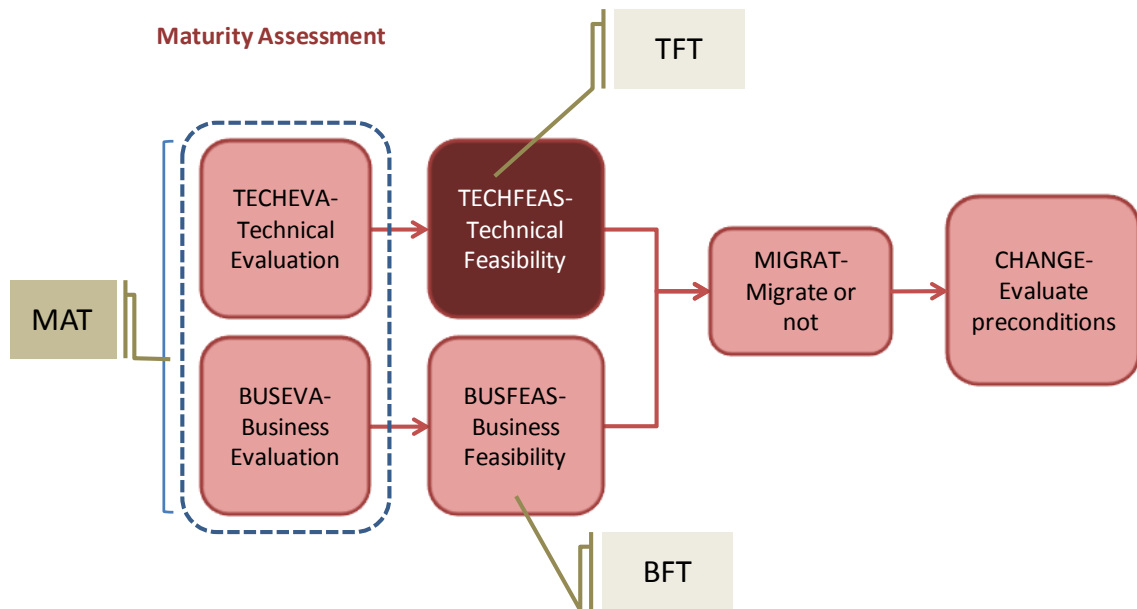 Maturity Assessment
TFT
TECHEVA-
Technical
Evaluation
TECHFEAS-
Technical
Feasibility
MIGRAT-
Migrate or
not
CHANGE-
Evaluate
preconditions
MAT
BUSEVA-
Business
Evaluation
BUSFEAS-
Business
Feasibility
BFT